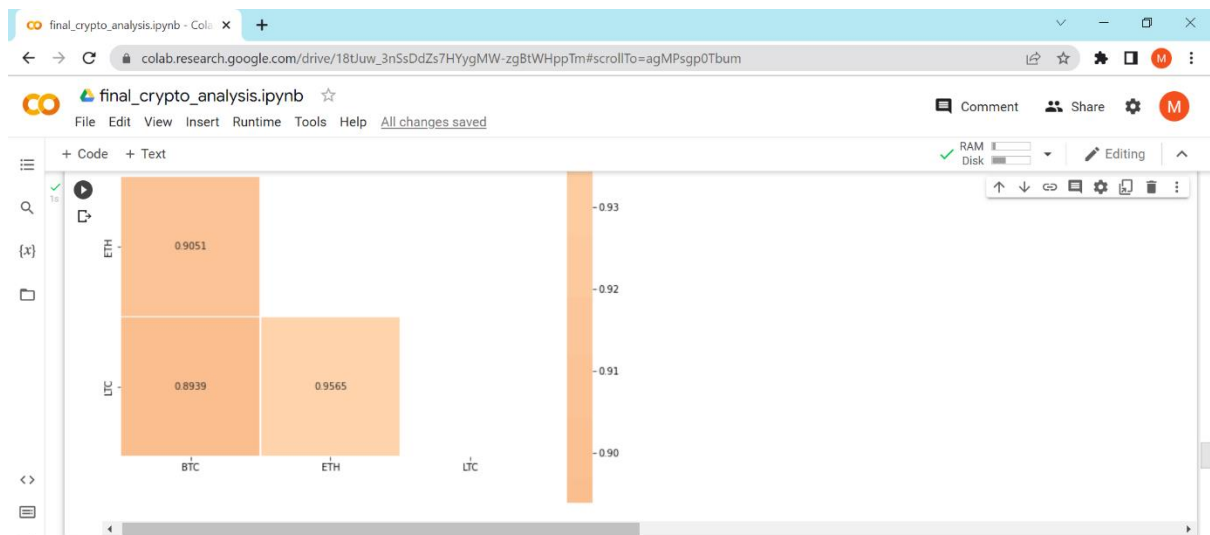 final_crypto_analysis.ipynb - Cola
colab.research.google.com/drive/18tJuw_3nSsDdZs7HYygMW-zgBtWHppTm#scrollTo=agMPsgp0Tbum
M
final_crypto_analysis.ipynb
Comment Share M
File Edit View Insert Runtime Tools Help All changes saved
+ Code + Text
RAM
Disk
Editing
1s
{x}
ETH
0.9051
LTC
0.8939 0.9565
BTC ETH LTC
0.93
0.92
0.91
0.90